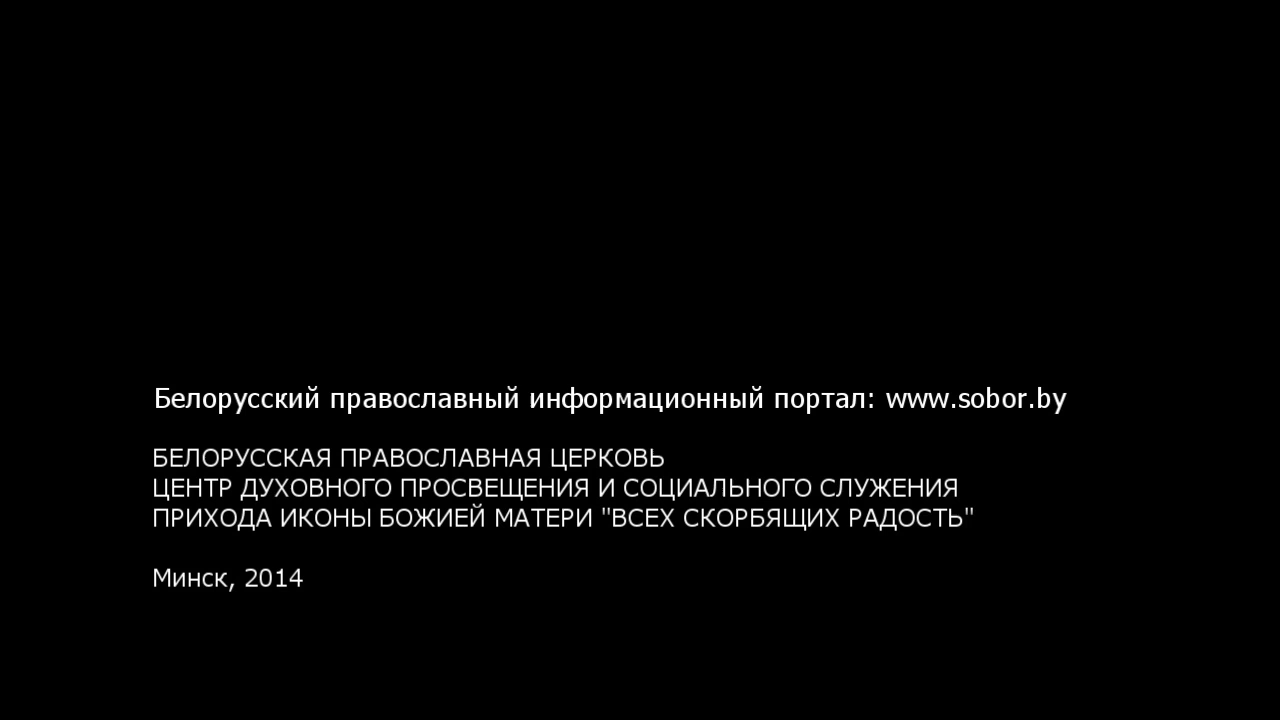 Белорусский православный информационный портал: www.sobor.by
БЕЛОРУССКАЯ ПРАВОСЛАВНАЯ ЦЕРКОВЬ
ЦЕНТР ДУХОВНОГО ПРОСВЕЩЕНИЯ И СОЦИАЛЬНОГО СЛУЖЕНИЯ
ПРИХОДА ИКОНЫ БОЖИЕЙ МАТЕРИ "ВСЕХ СКОРБЯЩИХ РАДОСТЬ"
Минск, 2014